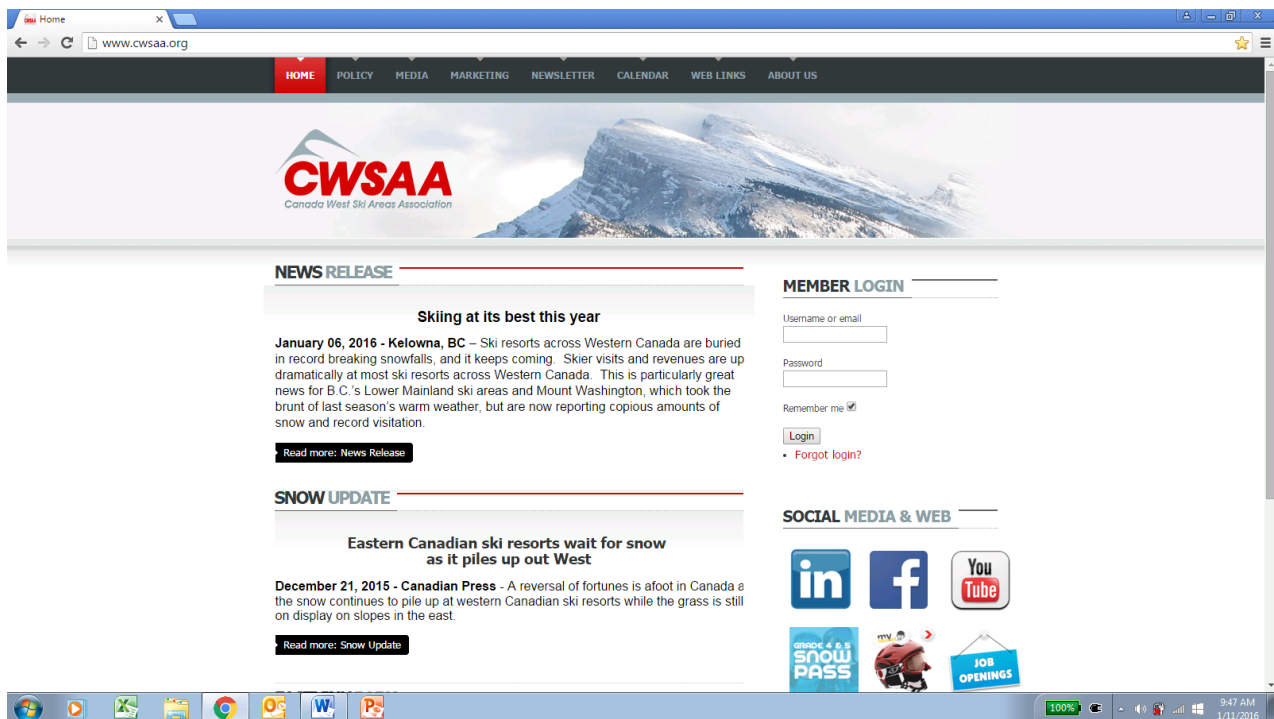 Home
www.cwsaa.org
HOME POLICY MEDIA MARKETING NEWSLETTER CALENDAR WEB LINKS ABOUT US
CWSAA
Canada West Ski Areas Association
NEWS RELEASE
Skiing at its best this year
January 06, 2016 - Kelowna, BC – Ski resorts across Western Canada are buried
in record breaking snowfalls, and it keeps coming.  Skier visits and revenues are up
dramatically at most ski resorts across Western Canada.  This is particularly great
news for B.C.'s Lower Mainland ski areas and Mount Washington, which took the
brunt of last season's warm weather, but are now reporting copious amounts of
snow and record visitation.
Read more: News Release
SNOW UPDATE
Eastern Canadian ski resorts wait for snow
as it piles up out West
December 21, 2015 - Canadian Press - A reversal of fortunes is afoot in Canada a
the snow continues to pile up at western Canadian ski resorts while the grass is still
on display on slopes in the east.
Read more: Snow Update
MEMBER LOGIN
Username or email
Password
Remember me
Login
Forgot login?
SOCIAL MEDIA & WEB
in
f
You
Tube
GRADE 4 & 5
SNOW
PASS
my
JOB
OPENINGS
100%
9:47 AM
1/11/2016